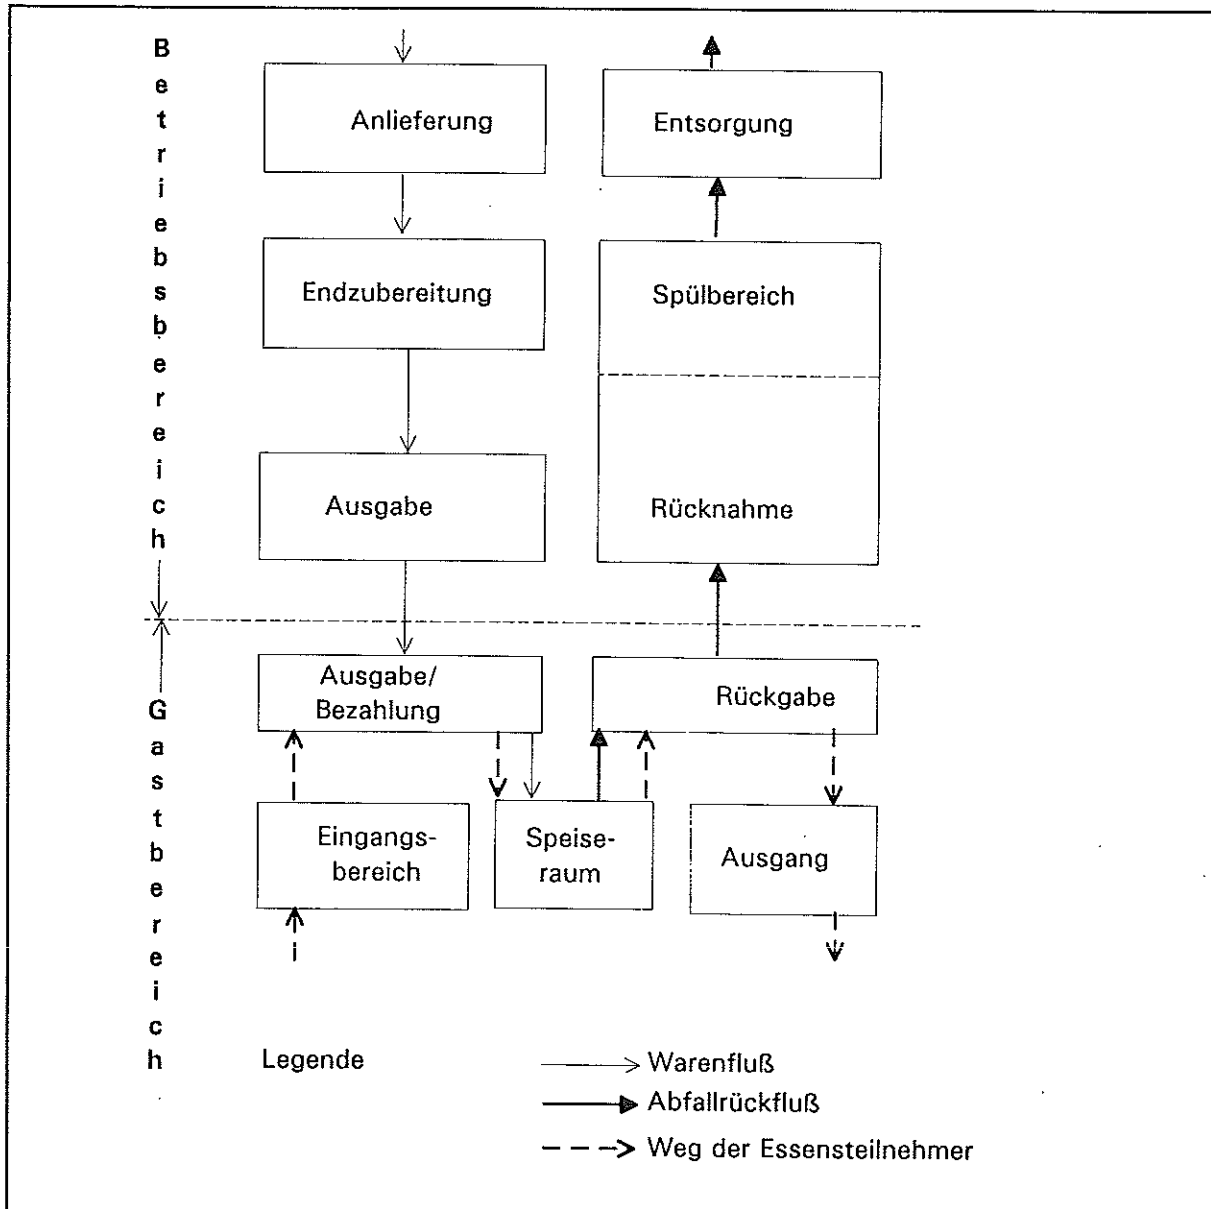 Betriebsbereich
Anlieferung
Entsorgung
Endzubereitung
Spülbereich
Ausgabe
Rücknahme
Gastbereich
Ausgabe/
Bezahlung
Rückgabe
Eingangs-
bereich
Speise-
raum
Ausgang
Legende
Warenfluß
Abfallrückfluß
Weg der Essensteilnehmer